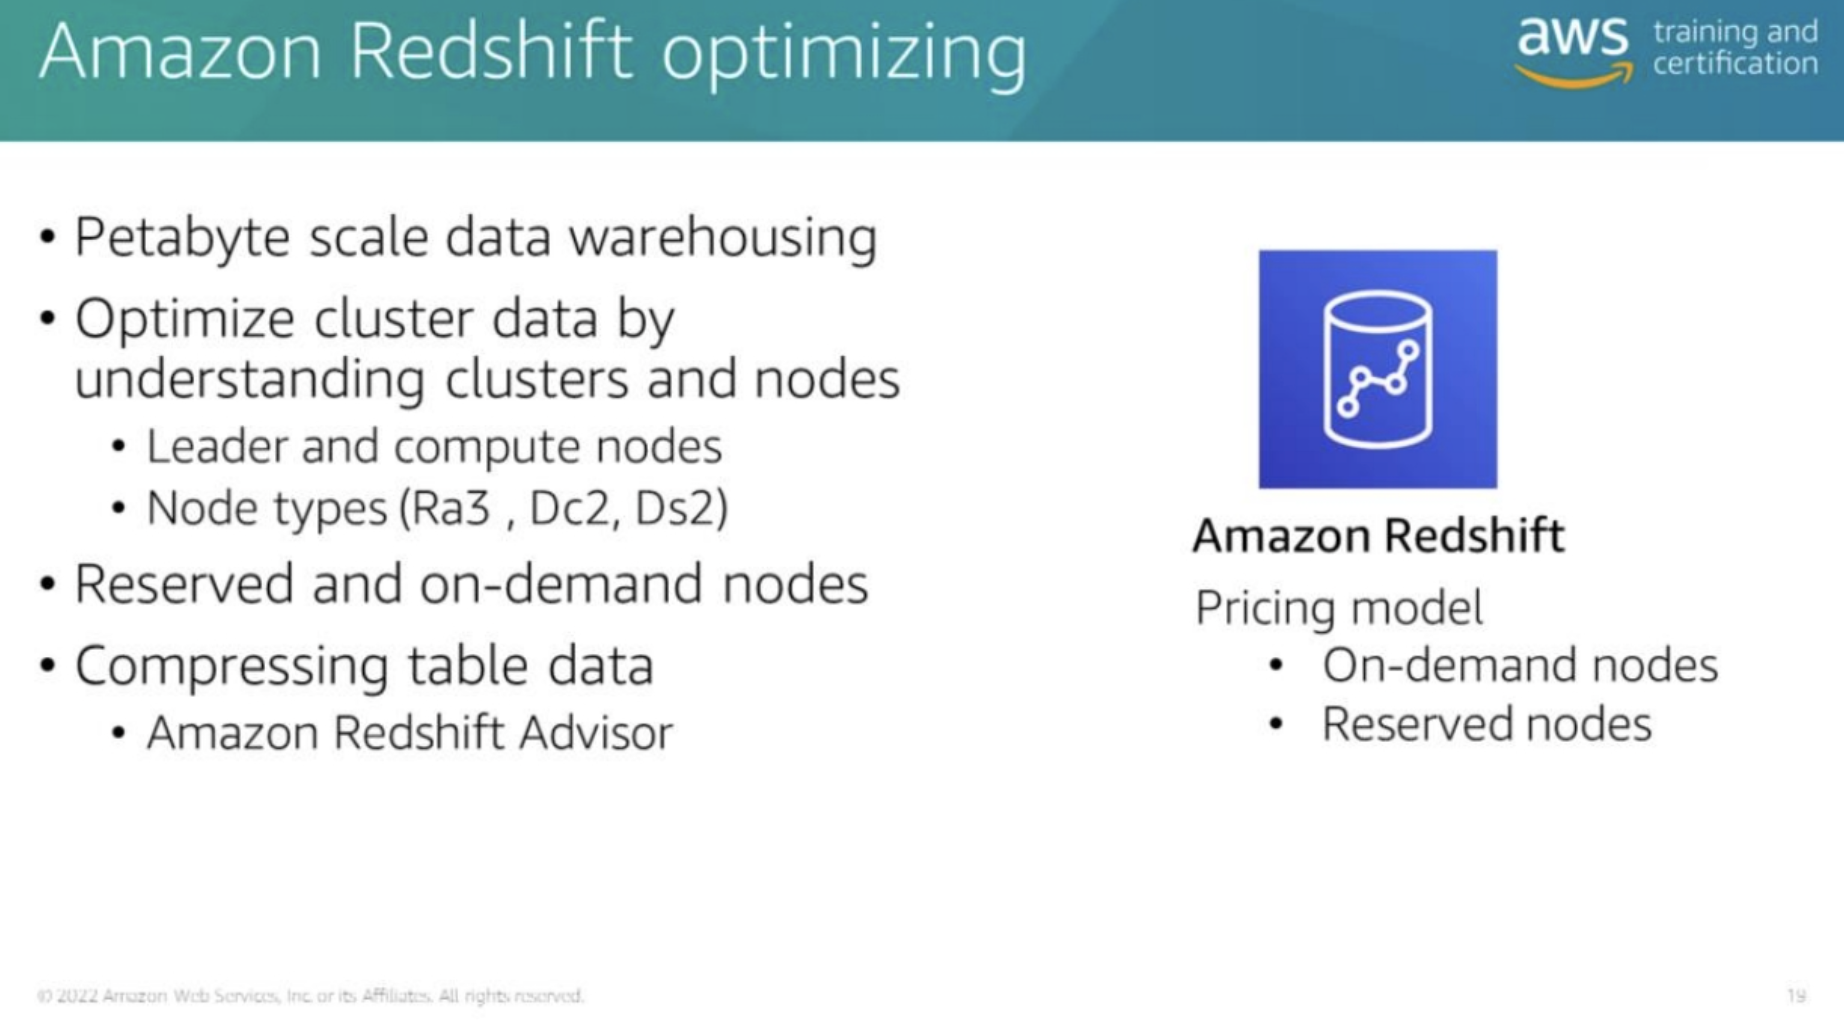 Amazon Redshift optimizing
aws training and
certification
• Petabyte scale data warehousing
• Optimize cluster data by
understanding clusters and nodes
• Leader and compute nodes
• Node types (Ra3 , Dc2, Ds2)
• Reserved and on-demand nodes
• Compressing table data
• Amazon Redshift Advisor
Amazon Redshift
Pricing model
• On-demand nodes
• Reserved nodes
© 2022 Amazon Web Services, Inc. or its Affiliates. All rights reserved.
19